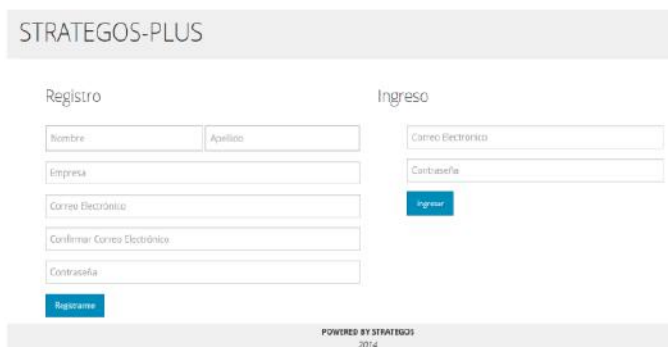 STRATEGOS-PLUS
Registro
Nombre
Apellido
Empresa
Correo Electrónico
Confirmar Correo Electrónico
Contraseña
Registrarme
Ingreso
Correo Electronico
Contraseña
Ingresar
POWERED BY STRATEGOS
2014